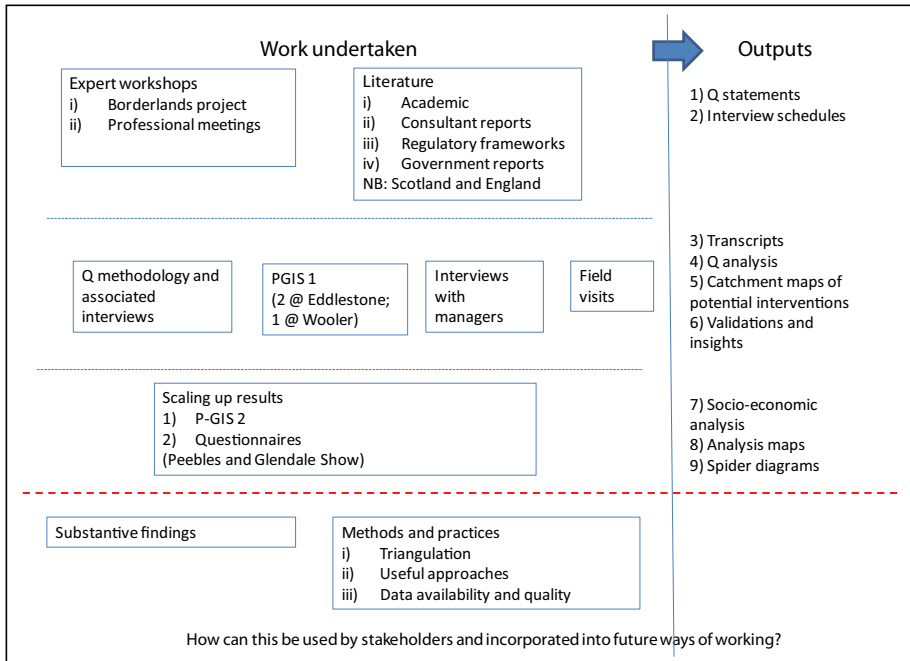 Work undertaken
Outputs
Expert workshops
i) Borderlands project
ii) Professional meetings
Literature
i) Academic
ii) Consultant reports
iii) Regulatory frameworks
iv) Government reports
NB: Scotland and England
1) Q statements
2) Interview schedules
Q methodology and
associated
interviews
PGIS 1
(2 @ Eddlestone;
1 @ Wooler)
Interviews
with
managers
Field
visits
3) Transcripts
4) Q analysis
5) Catchment maps of
potential interventions
6) Validations and
insights
Scaling up results
1) P-GIS 2
2) Questionnaires
(Peebles and Glendale Show)
7) Socio-economic
analysis
8) Analysis maps
9) Spider diagrams
Substantive findings
Methods and practices
i) Triangulation
ii) Useful approaches
iii) Data availability and quality
How can this be used by stakeholders and incorporated into future ways of working?